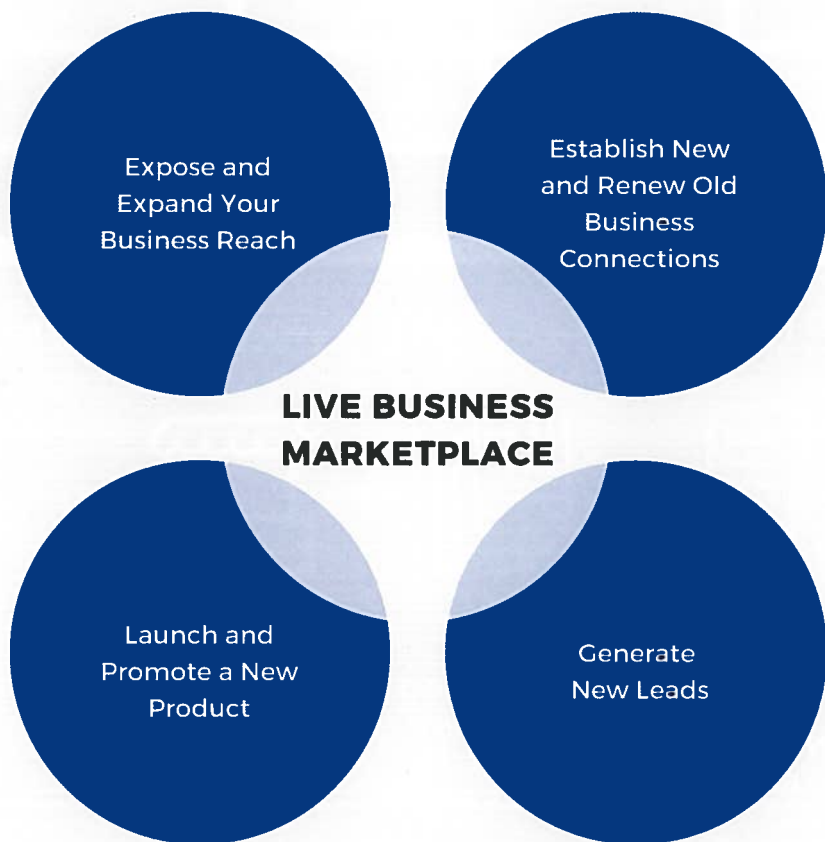 Expose and
Expand Your
Business Reach
Establish New
and Renew Old
Business
Connections
LIVE BUSINESS
MARKETPLACE
Launch and
Promote a New
Product
Generate
New Leads